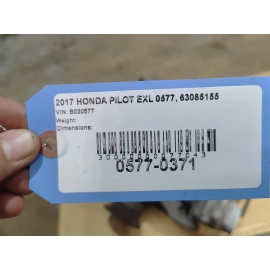 2017 HONDA PILOT EXL 0577, 63085155
VIN: B020577
Weight:
Dimensions:
0577-0371